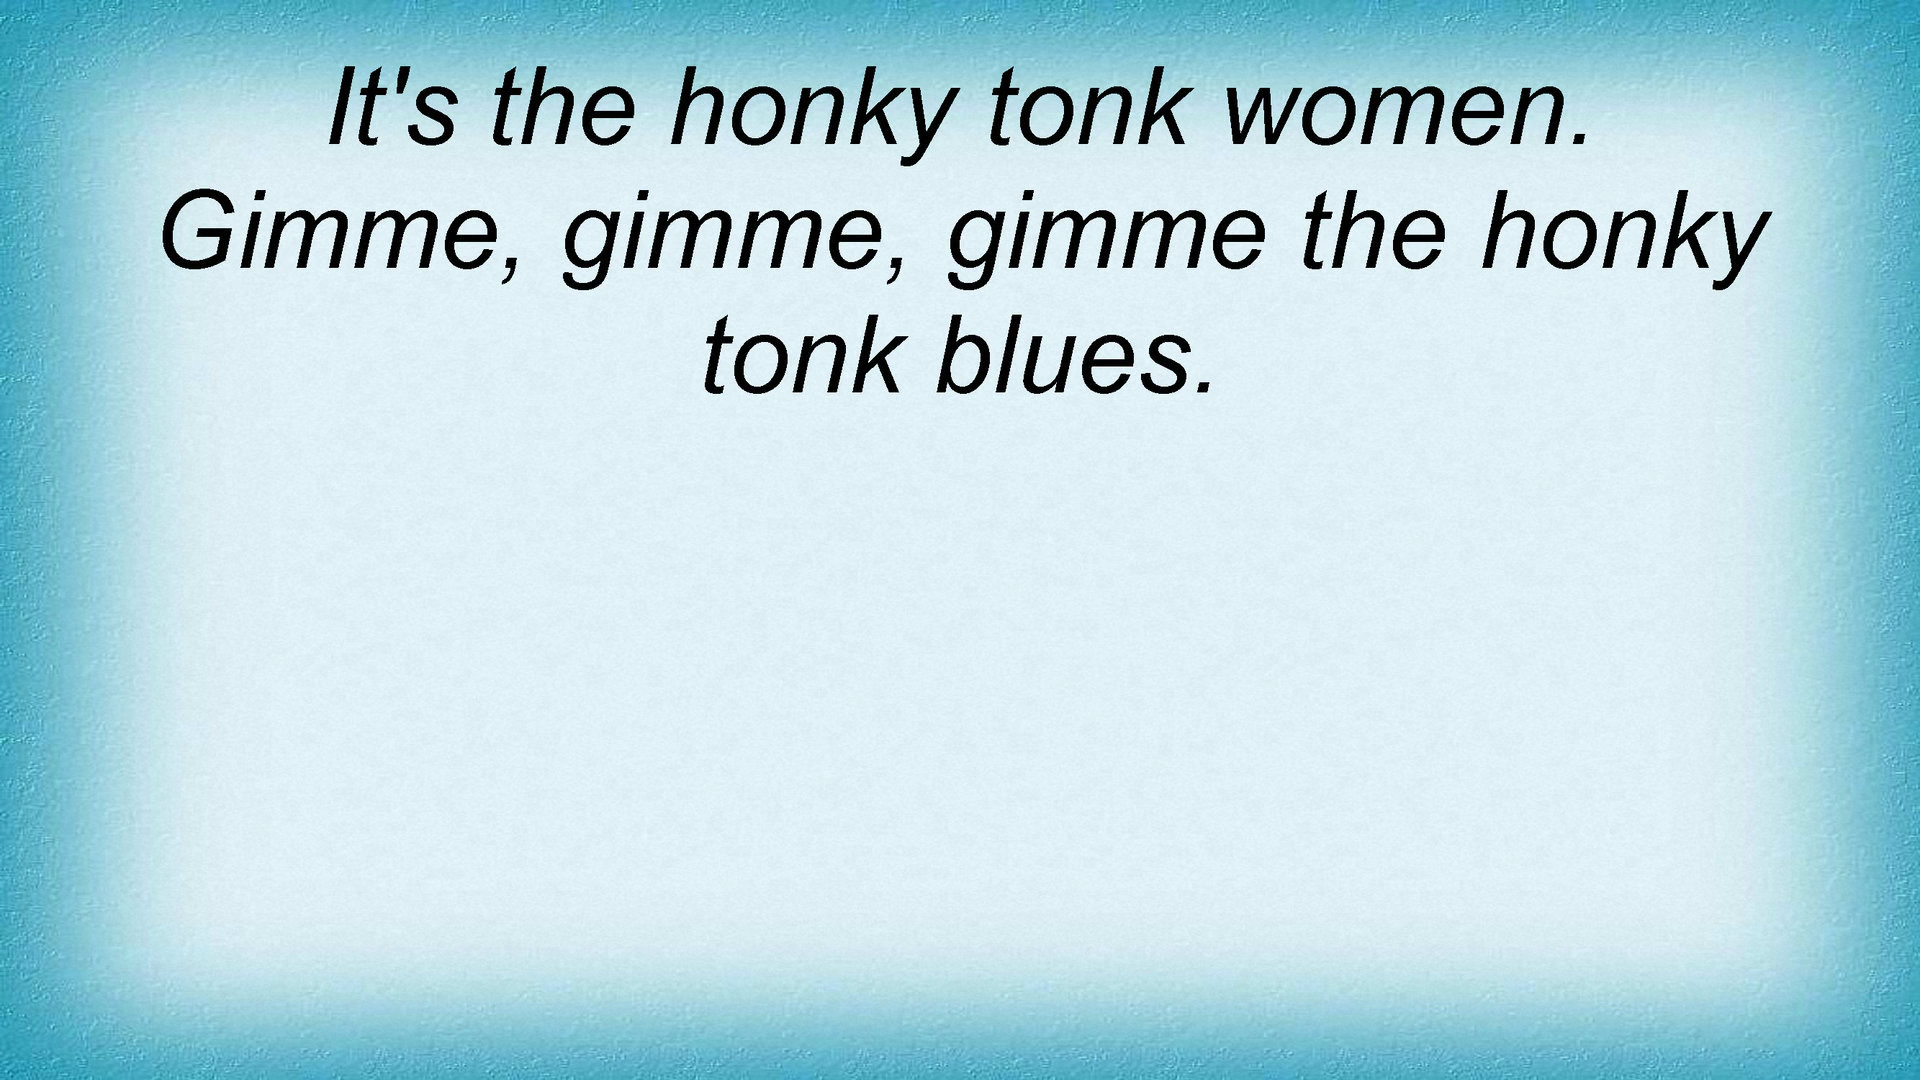 It's the honky tonk women.
Gimme, gimme, gimme the honky
tonk blues.